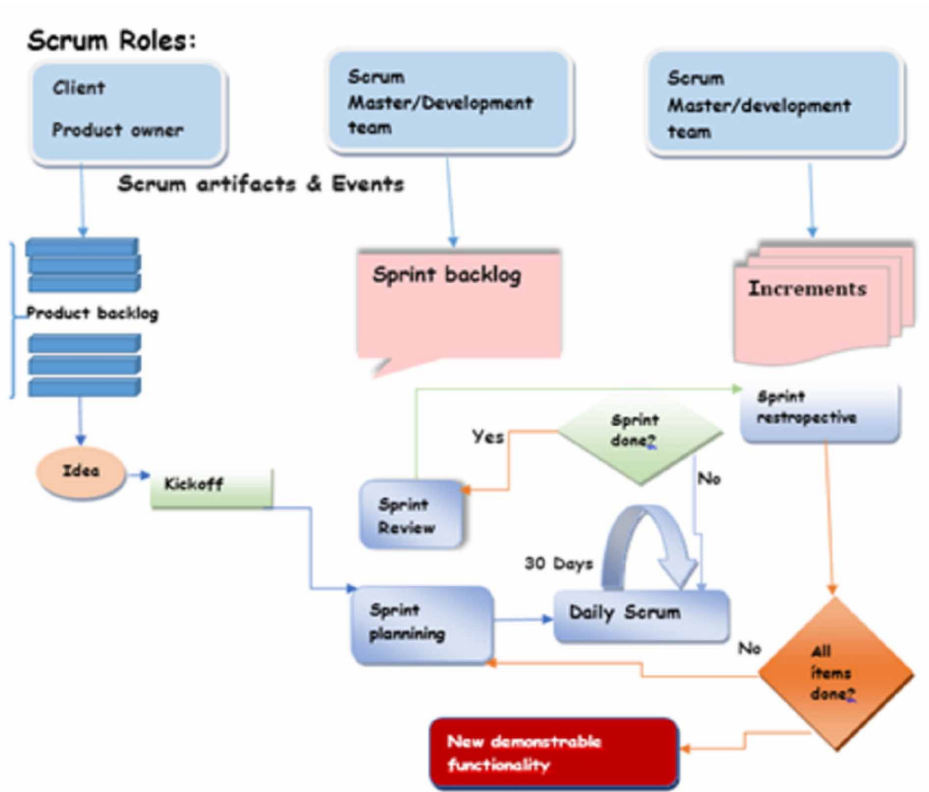 Scrum Roles:
Client
Product owner
Scrum
Master/Development
team
Scrum
Master/development
team
Scrum artifacts & Events
Product backlog
Sprint backlog
Increments
Idea
Kickoff
Sprint
Review
Yes
Sprint
done?
No
Sprint
restropective
30 Days
Sprint
plannining
Daily Scrum
No
All
items
done?
New demonstrable
functionality